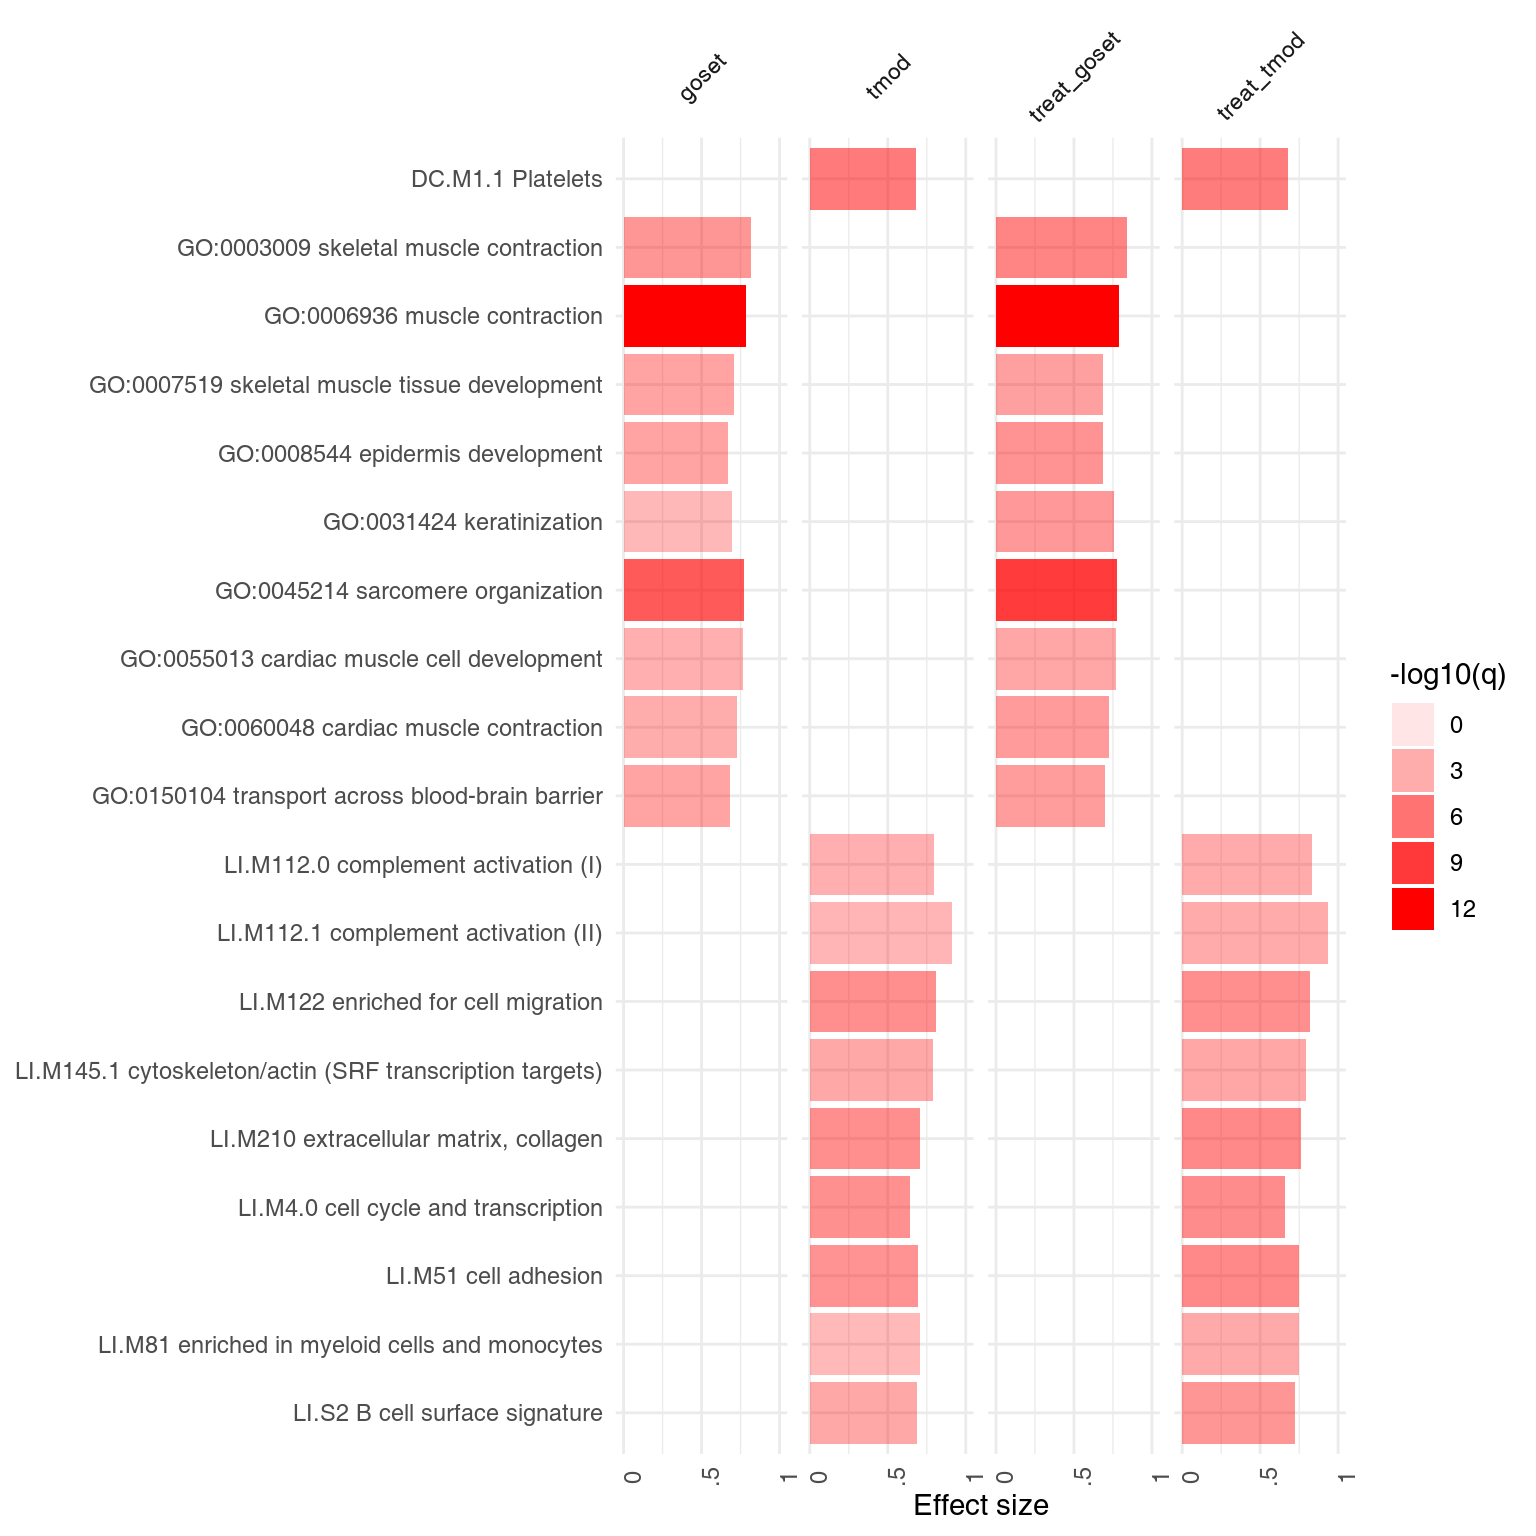 goset
tmod
treat_goset
treat_tmod
DC.M1.1 Platelets
GO:0003009 skeletal muscle contraction
GO:0006936 muscle contraction
GO:0007519 skeletal muscle tissue development
GO:0008544 epidermis development
GO:0031424 keratinization
GO:0045214 sarcomere organization
GO:0055013 cardiac muscle cell development
GO:0060048 cardiac muscle contraction
GO:0150104 transport across blood-brain barrier
LI.M112.0 complement activation (I)
LI.M112.1 complement activation (II)
LI.M122 enriched for cell migration
LI.M145.1 cytoskeleton/actin (SRF transcription targets)
LI.M210 extracellular matrix, collagen
LI.M4.0 cell cycle and transcription
LI.M51 cell adhesion
LI.M81 enriched in myeloid cells and monocytes
LI.S2 B cell surface signature
0 .5 1 0 .5 1 0 .5 1 0 .5 1
Effect size
-log10(q)
0
3
6
9
12